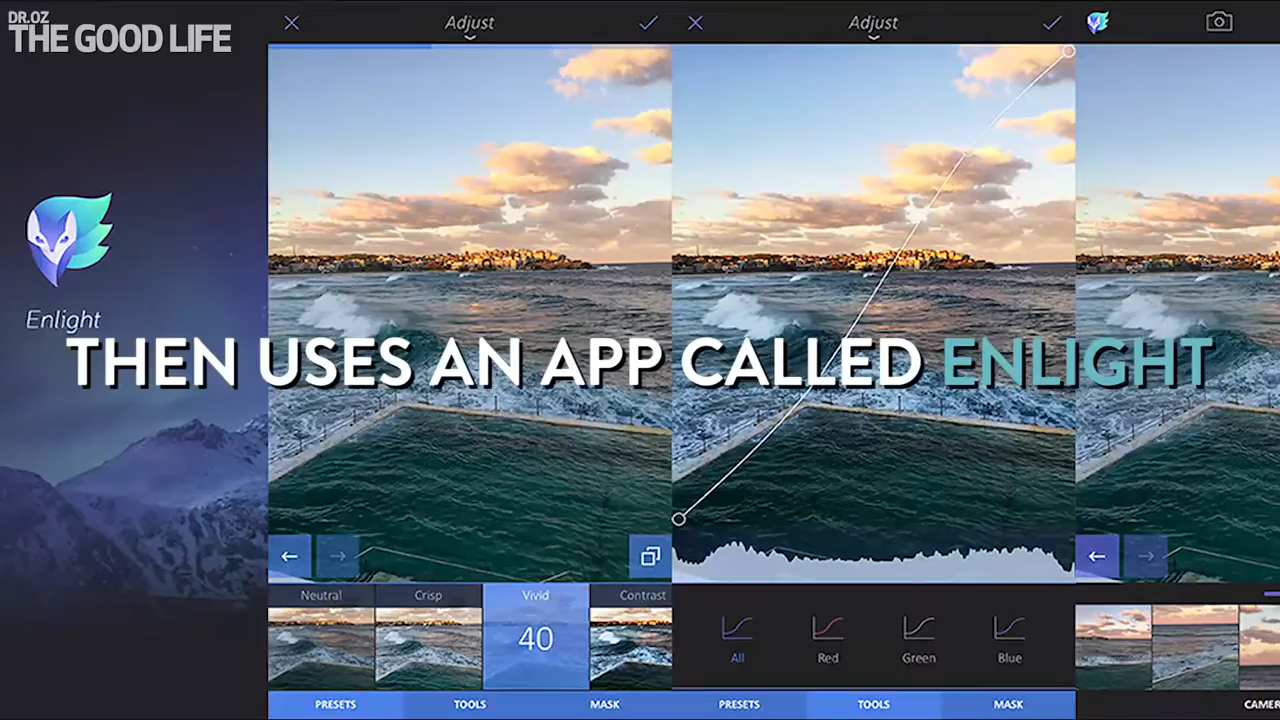 DR.OZ
THE GOOD LIFE
Adjust
Adjust
Enlight
THEN USES AN APP CALLED ENLIGHT
Neutral Crisp Vivid Contrast
40
All Red Green Blue
PRESETS TOOLS MASK
PRESETS TOOLS MASK
CAMER